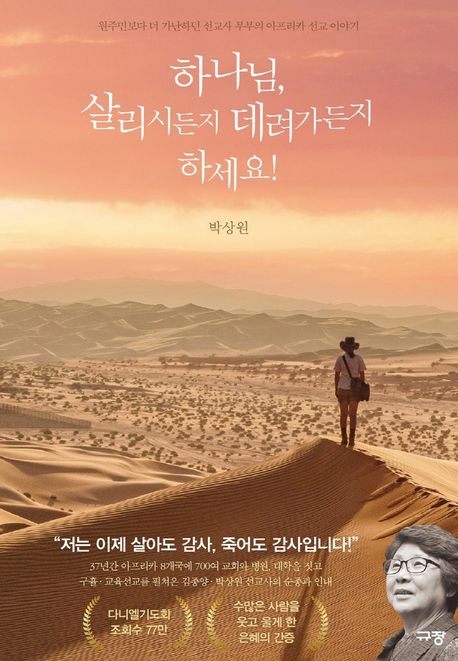 원주민보다 더 가난하던 선교사 부부의 아프리카 선교 이야기
하나님,
살리시든지 데려가든지
하세요!
박상원
“저는 이제 살아도 감사, 죽어도 감사입니다!”
37년간 아프리카 8개국에 700여 교회와 병원, 대학을 짓고
구휼·교육선교를 펼쳐온 김종양·박상원 선교사의 순종과 인내
다니엘기도회
조회수 77만
수많은 사람을
웃고 울게 한
은혜의 간증
규장